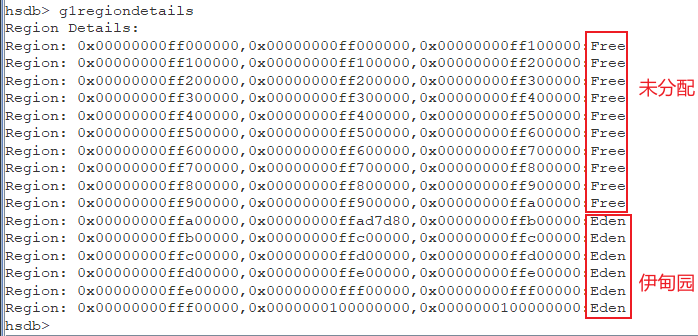 hsdb> g1regiondetails
Region Details:
Region: 0x00000000ff000000,0x00000000ff000000,0x00000000ff100000:Free
Region: 0x00000000ff100000,0x00000000ff100000,0x00000000ff200000:Free
未分配
Region: 0x00000000ff200000,0x00000000ff200000,0x00000000ff300000:Free
Region: 0x00000000ff300000,0x00000000ff300000,0x00000000ff400000:Free
Region: 0x00000000ff400000,0x00000000ff400000,0x00000000ff500000:Free
Region: 0x00000000ff500000,0x00000000ff500000,0x00000000ff600000:Free
Region: 0x00000000ff600000,0x00000000ff600000,0x00000000ff700000:Free
Region: 0x00000000ff700000,0x00000000ff700000,0x00000000ff800000:Free
Region: 0x00000000ff800000,0x00000000ff800000,0x00000000ff900000:Free
Region: 0x00000000ff900000,0x00000000ff900000,0x00000000ffa00000:Free
Region: 0x00000000ffa00000,0x00000000ffad7d80,0x00000000ffb00000:Eden
Region: 0x00000000ffb00000,0x00000000ffc00000,0x00000000ffc00000:Eden
Region: 0x00000000ffc00000,0x00000000ffd00000,0x00000000ffd00000:Eden
Region: 0x00000000ffd00000,0x00000000ffe00000,0x00000000ffe00000:Eden
伊甸园
Region: 0x00000000ffe00000,0x00000000fff00000,0x00000000fff00000:Eden
Region: 0x00000000fff00000,0x0000000100000000,0x0000000100000000:Eden
hsdb>